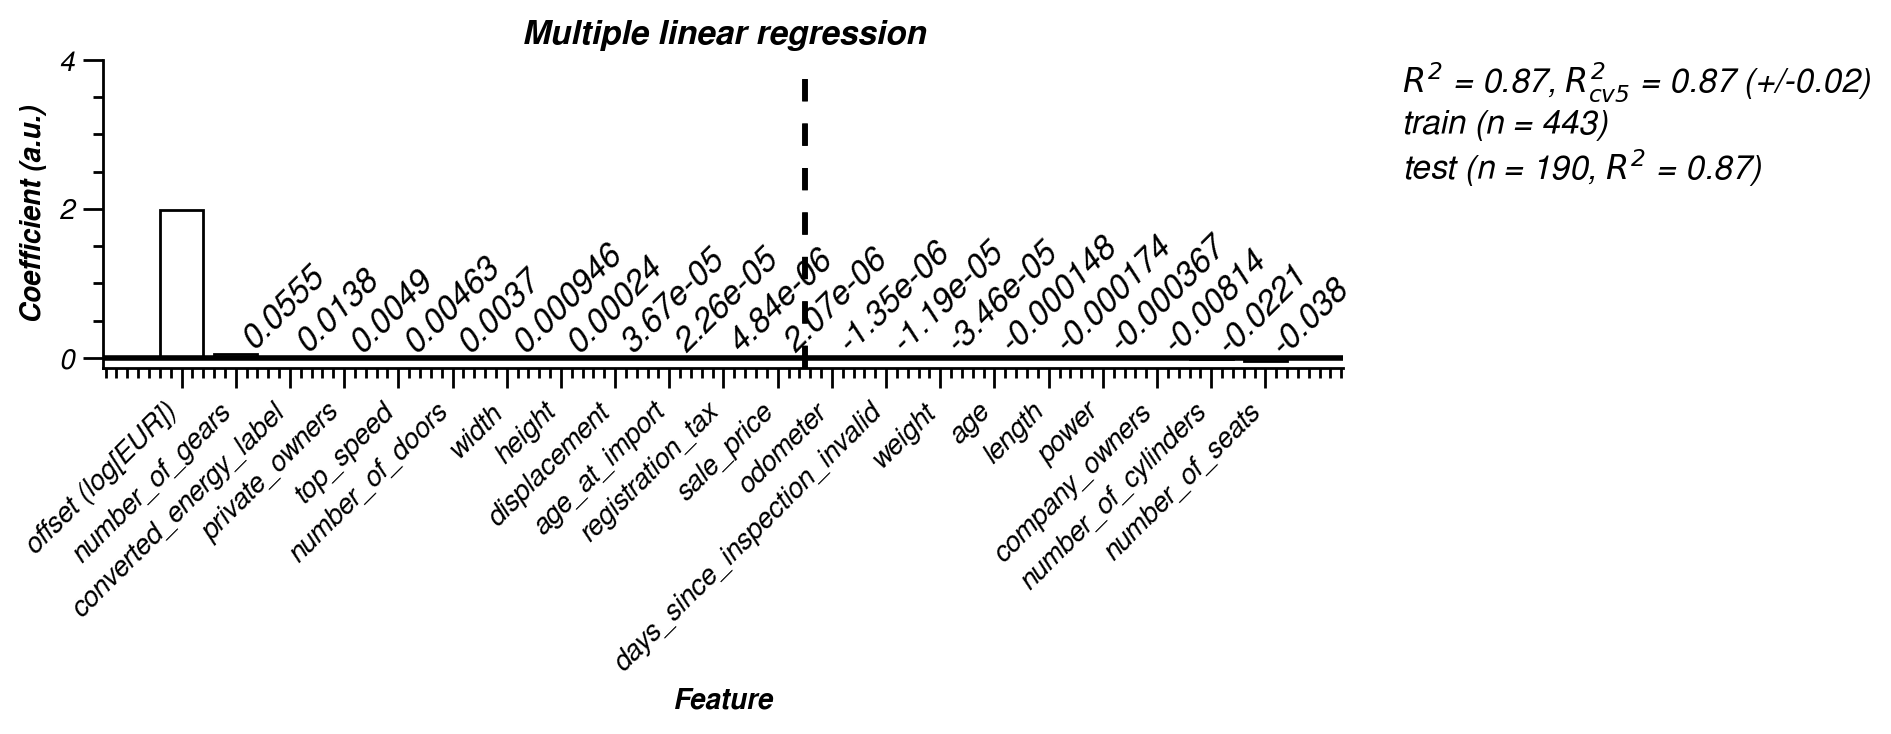 Multiple linear regression
R² = 0.87, R²cv5 = 0.87 (+/-0.02)
train (n = 443)
test (n = 190, R² = 0.87)
Coefficient (a.u.)
4
2
0
0.0555
0.0138
0.0049
0.00463
0.0037
0.000946
0.00024
3.67e-05
2.26e-05
4.84e-06
2.07e-06
-1.35e-06
-1.19e-05
-3.46e-05
-0.000148
-0.000174
-0.000367
-0.00814
-0.0221
-0.038
offset (log[EUR])
number_of_gears
converted_energy_label
private_owners
top_speed
number_of_doors
width
height
displacement
age_at_import
registration_tax
sale_price
odometer
days_since_inspection_invalid
weight
age
length
power
company_owners
number_of_cylinders
number_of_seats
Feature